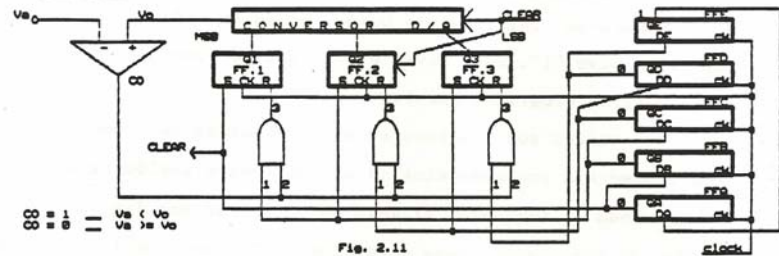 Va
Vo
CONVERSOR D/A
CLEAR
MSB
LSB
Q1
FF.1
S CK R
Q2
FF.2
S CK R
Q3
FF.3
S CK R
CO
3
3
3
CLEAR
1 2
1 2
1 2
CO = 1 _ Va < Vo
CO = 0 _ Va >= Vo
Fig. 2.11
1
FFE
QE
DE
ck
0
FFD
QD
DD
ck
0
FFC
QC
DC
ck
0
FFB
QB
DB
ck
0
FFA
QA
DA
ck
clock